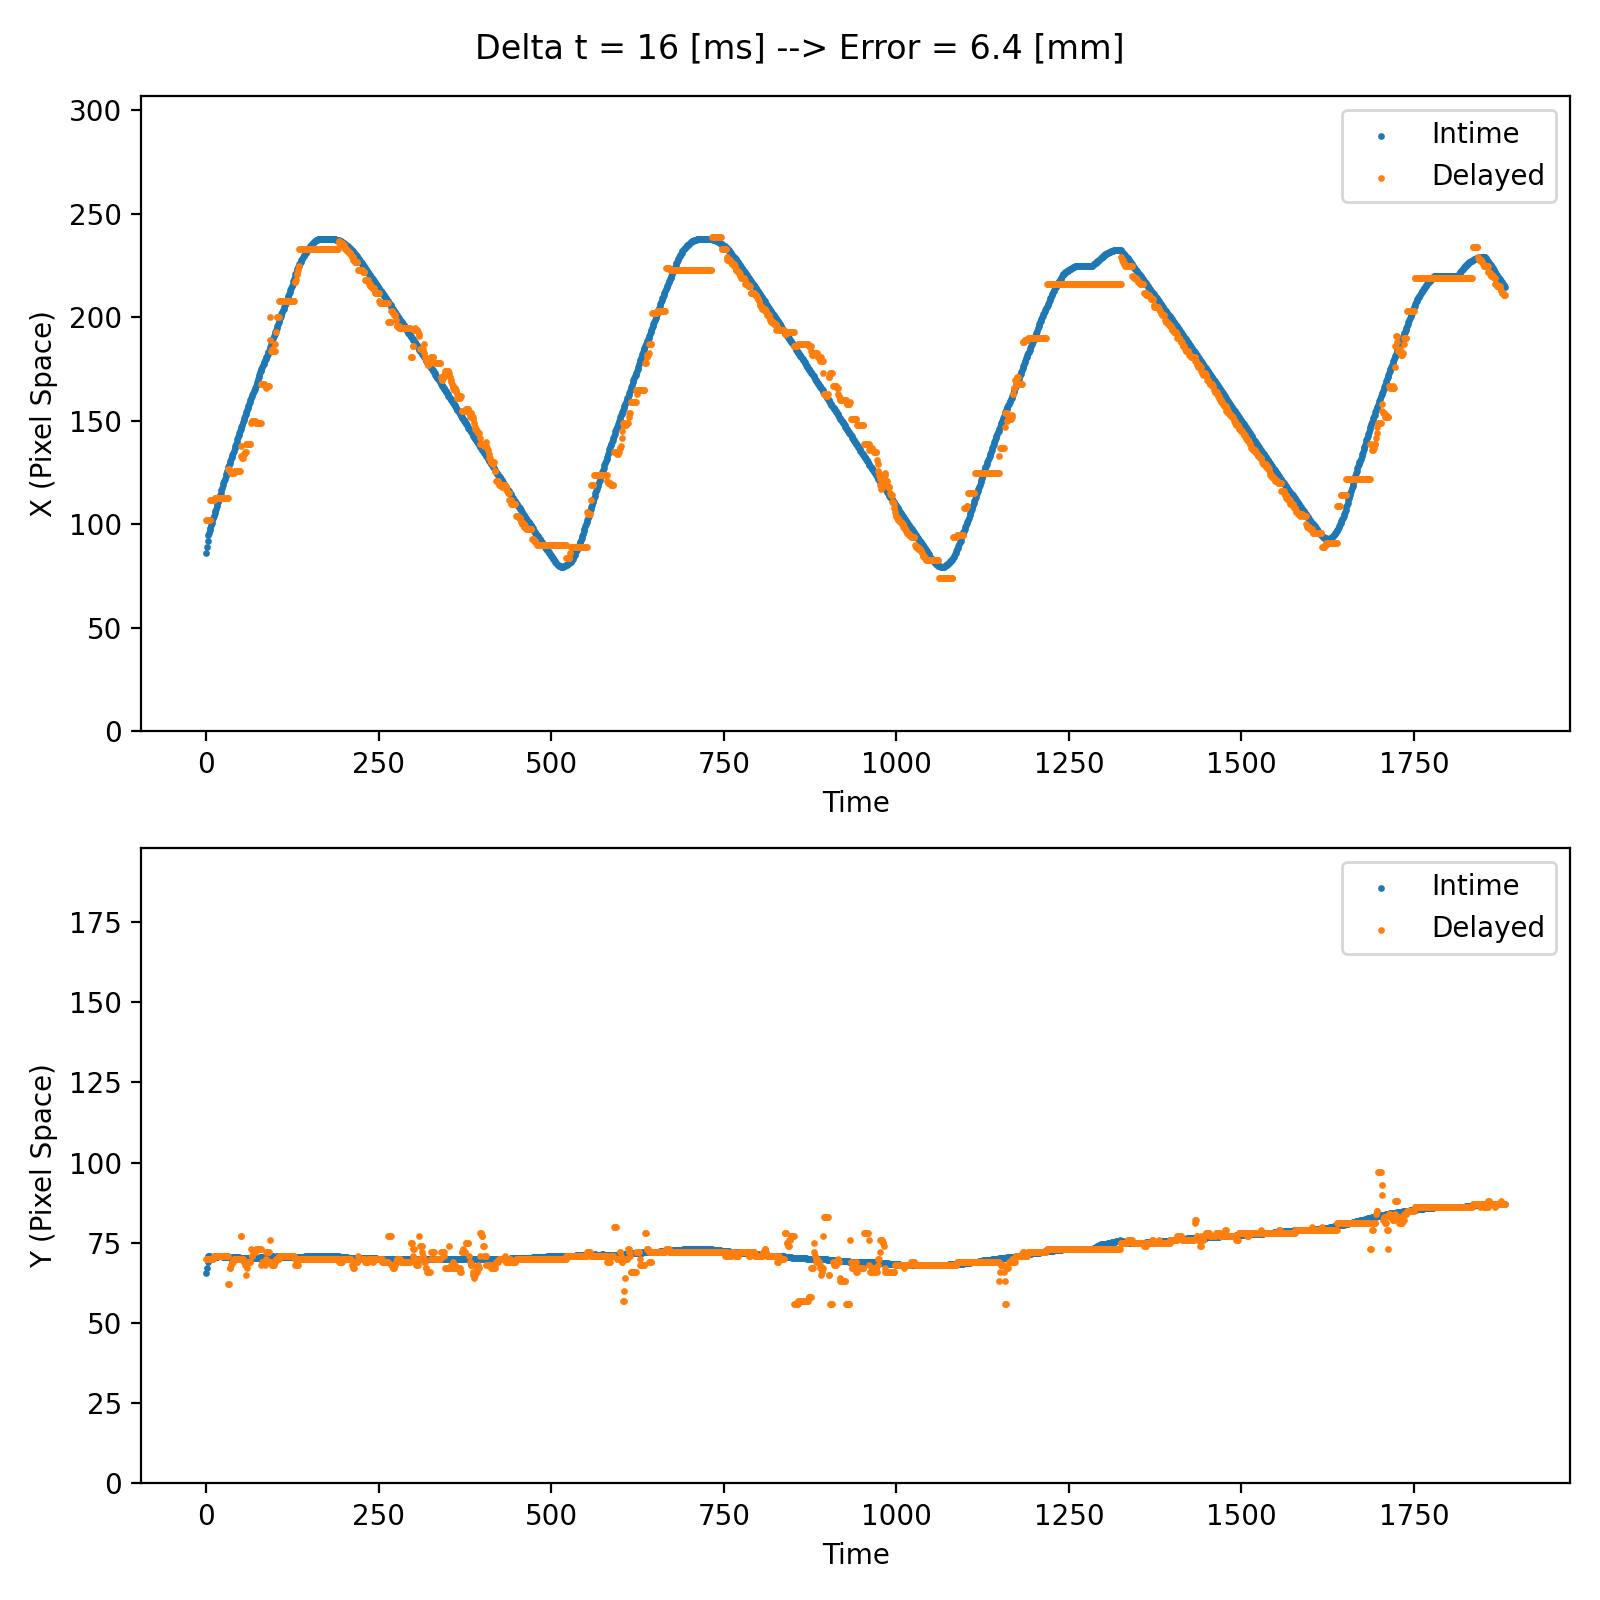 Delta t = 16 [ms] --> Error = 6.4 [mm]
300
250
200
150
100
50
0
X (Pixel Space)
Intime
Delayed
0 250 500 750 1000 1250 1500 1750
Time
175
150
125
100
75
50
25
0
Y (Pixel Space)
Intime
Delayed
0 250 500 750 1000 1250 1500 1750
Time